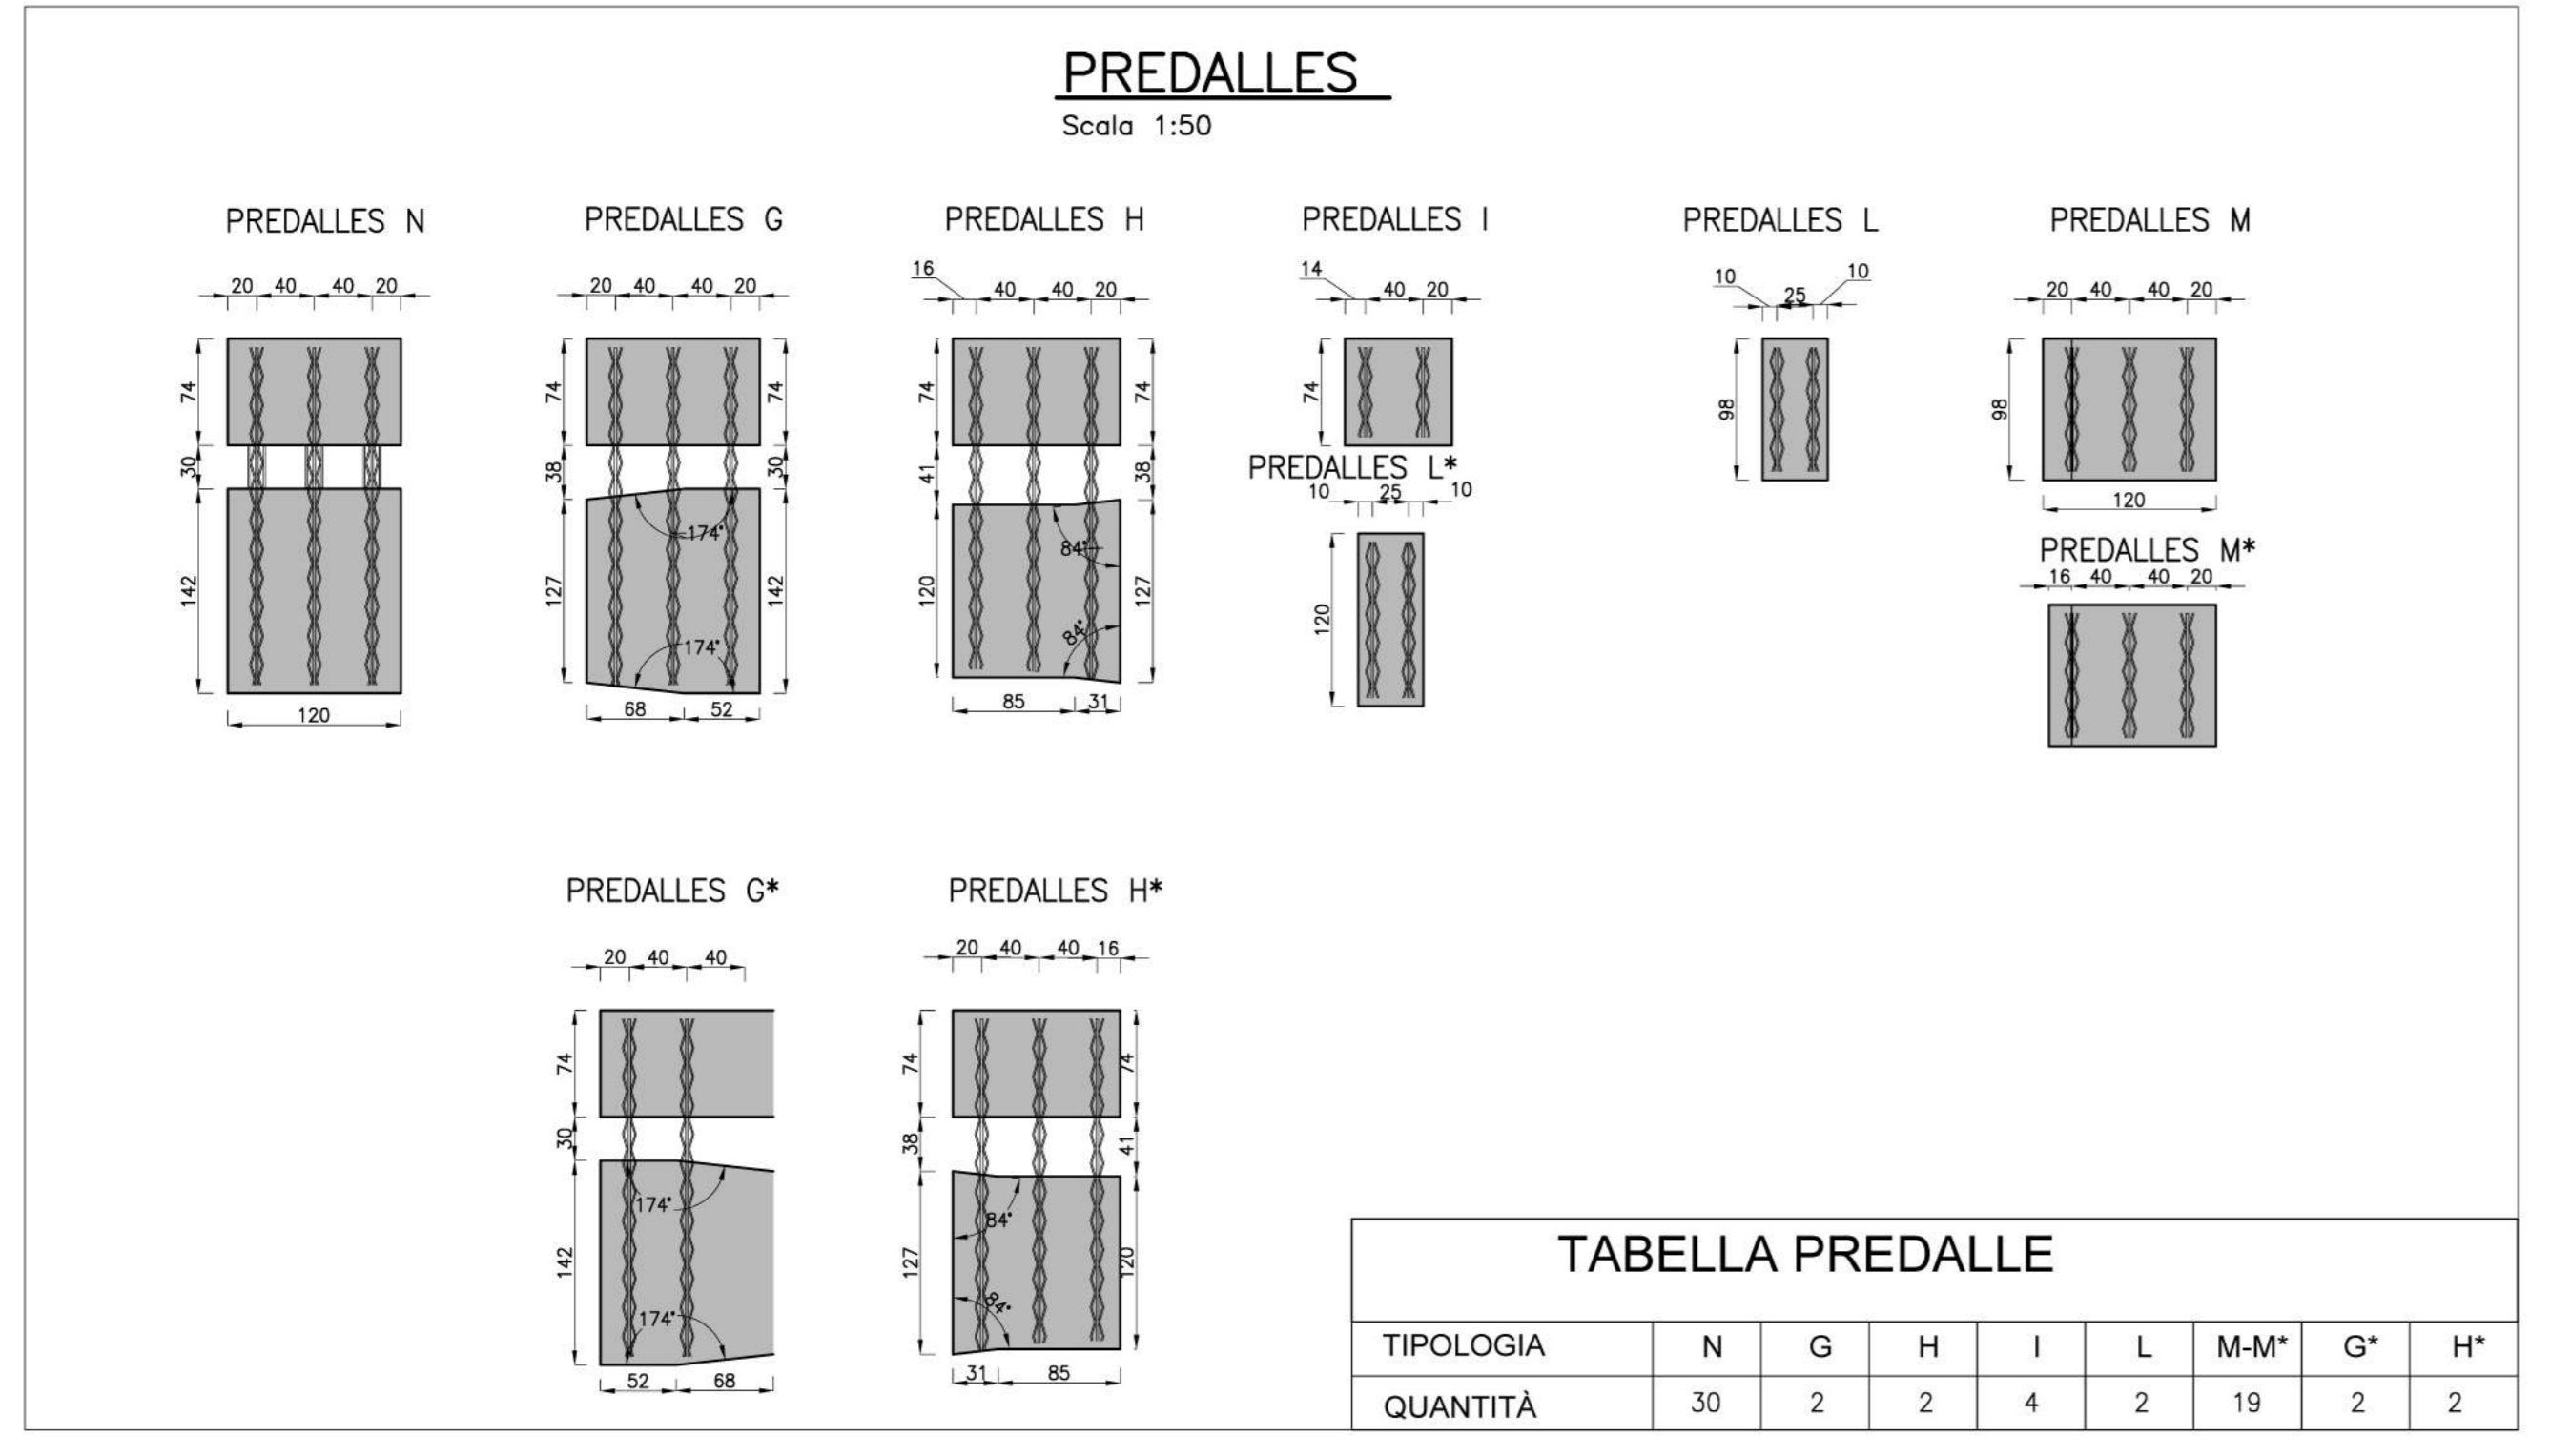 PREDALLES
Scala 1:50
PREDALLES N
20 40 40 20
74
30
142
120
PREDALLES G
20 40 40 20
74
38
127
74
30
142
174°
174°
68 52
PREDALLES H
16
40 40 20
74
41
120
74
38
127
84°
84°
85 31
PREDALLES I
14
40 20
74
PREDALLES L*
10 25 10
120
PREDALLES L
10
25
10
98
PREDALLES M
20 40 40 20
98
120
PREDALLES M*
16 40 40 20
PREDALLES G*
20 40 40
74
30
142
174°
174°
52 68
PREDALLES H*
20 40 40 16
74
38
127
74
41
120
84°
84°
31 85
TABELLA PREDALLE
TIPOLOGIA N G H I L M-M* G* H*
QUANTITÀ 30 2 2 4 2 19 2 2